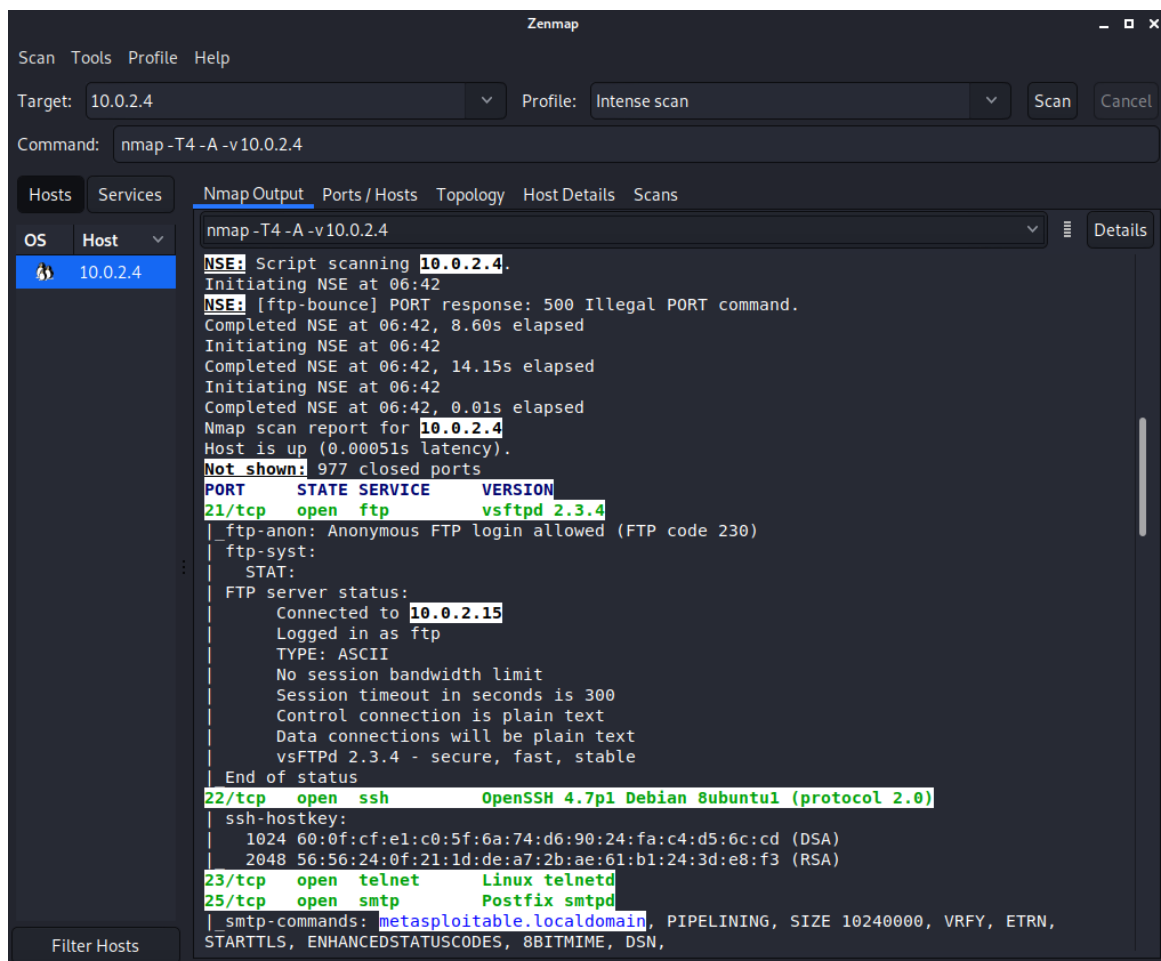 Zenmap
Scan Tools Profile Help
Target: 10.0.2.4 Profile: Intense scan Scan Cancel
Command: nmap -T4 -A -v 10.0.2.4
Hosts Services Nmap Output Ports / Hosts Topology Host Details Scans
nmap -T4 -A -v 10.0.2.4 Details
OS Host
10.0.2.4
NSE: Script scanning 10.0.2.4.
Initiating NSE at 06:42
NSE: [ftp-bounce] PORT response: 500 Illegal PORT command.
Completed NSE at 06:42, 8.60s elapsed
Initiating NSE at 06:42
Completed NSE at 06:42, 14.15s elapsed
Initiating NSE at 06:42
Completed NSE at 06:42, 0.01s elapsed
Nmap scan report for 10.0.2.4
Host is up (0.00051s latency).
Not shown: 977 closed ports
PORT STATE SERVICE VERSION
21/tcp open ftp vsftpd 2.3.4
|_ftp-anon: Anonymous FTP login allowed (FTP code 230)
| ftp-syst:
|   STAT:
| FTP server status:
|      Connected to 10.0.2.15
|      Logged in as ftp
|      TYPE: ASCII
|      No session bandwidth limit
|      Session timeout in seconds is 300
|      Control connection is plain text
|      Data connections will be plain text
|      vsFTPd 2.3.4 - secure, fast, stable
|_End of status
22/tcp open ssh OpenSSH 4.7p1 Debian 8ubuntu1 (protocol 2.0)
| ssh-hostkey:
|   1024 60:0f:cf:e1:c0:5f:6a:74:d6:90:24:fa:c4:d5:6c:cd (DSA)
|_  2048 56:56:24:0f:21:1d:de:a7:2b:ae:61:b1:24:3d:e8:f3 (RSA)
23/tcp open telnet Linux telnetd
25/tcp open smtp Postfix smtpd
|_smtp-commands: metasploitable.localdomain, PIPELINING, SIZE 10240000, VRFY, ETRN,
STARTTLS, ENHANCEDSTATUSCODES, 8BITMIME, DSN,
Filter Hosts